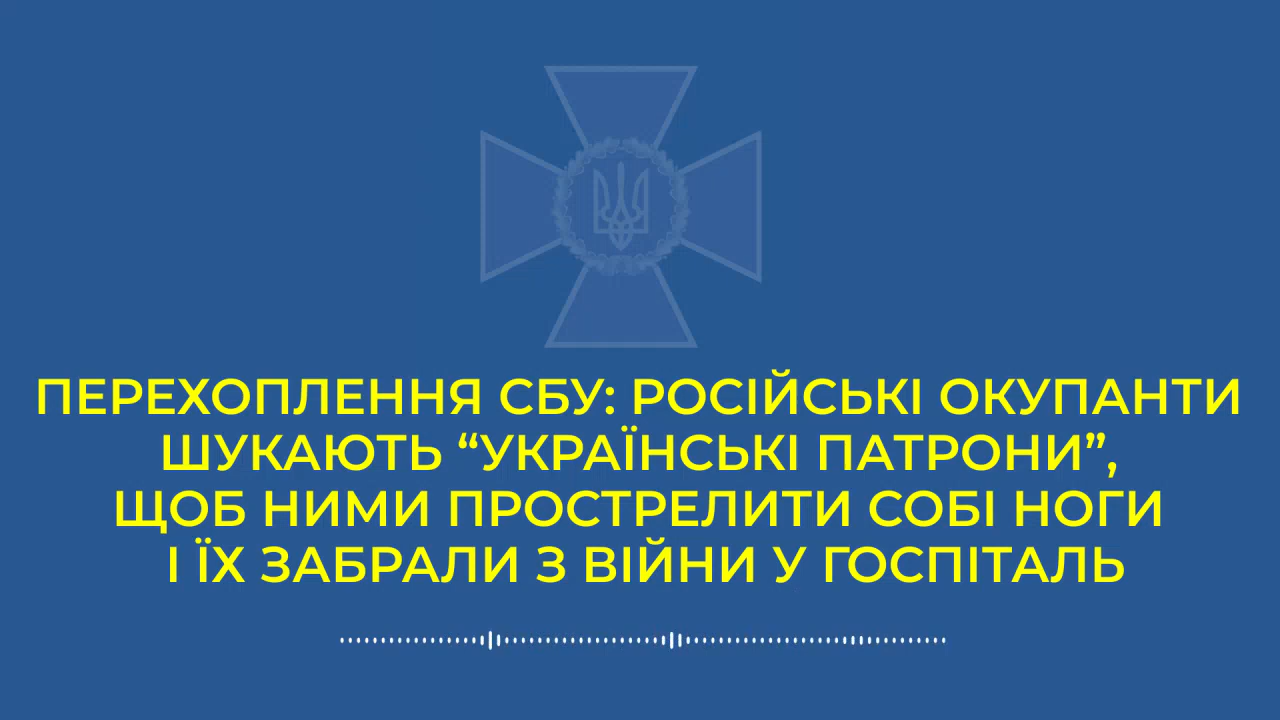 ПЕРЕХОПЛЕННЯ СБУ: РОСІЙСЬКІ ОКУПАНТИ
ШУКАЮТЬ “УКРАЇНСЬКІ ПАТРОНИ”,
ЩОБ НИМИ ПРОСТРЕЛИТИ СОБІ НОГИ
І ЇХ ЗАБРАЛИ З ВІЙНИ У ГОСПІТАЛЬ